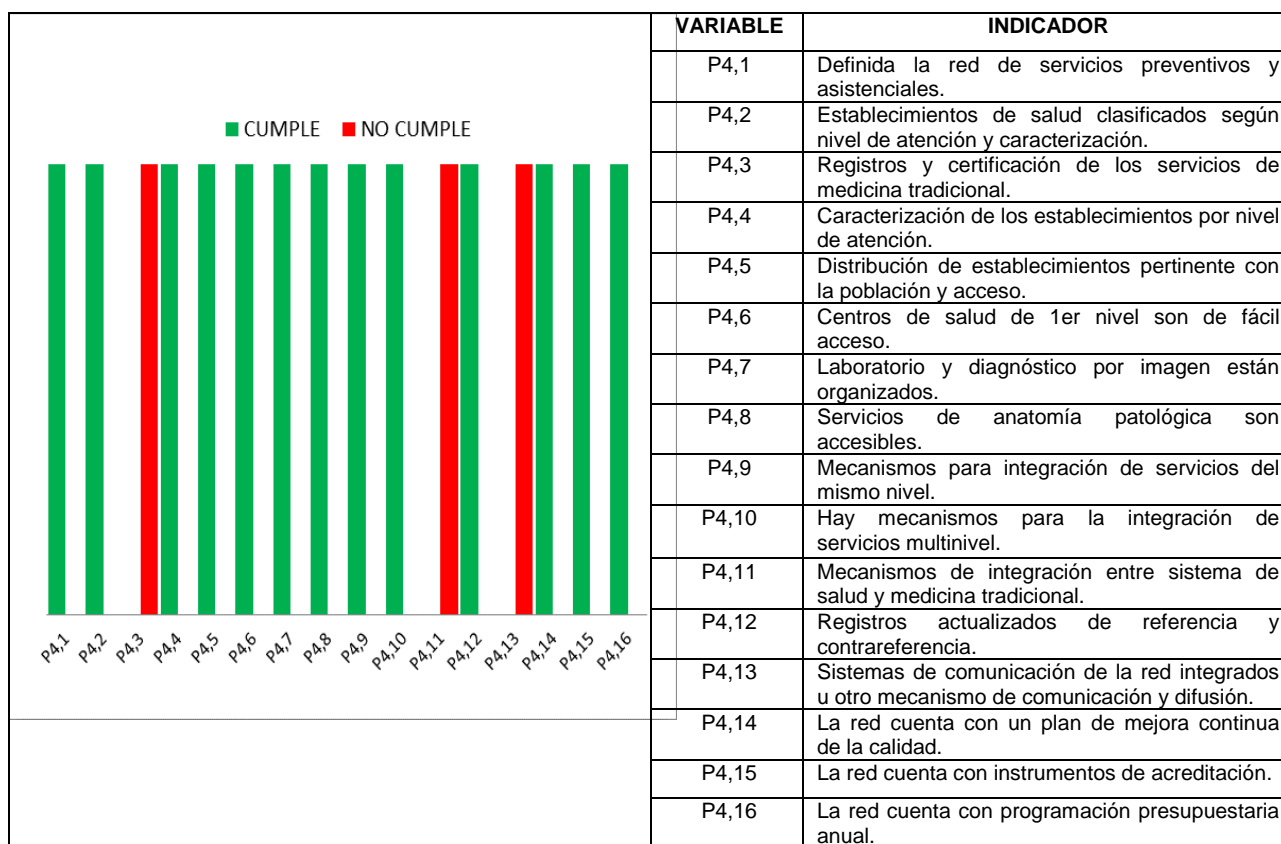 CUMPLE NO CUMPLE
P4,1 P4,2 P4,3 P4,4 P4,5 P4,6 P4,7 P4,8 P4,9 P4,10 P4,11 P4,12 P4,13 P4,14 P4,15 P4,16
VARIABLE INDICADOR
P4,1 Definida la red de servicios preventivos y
asistenciales.
P4,2 Establecimientos de salud clasificados según
nivel de atención y caracterización.
P4,3 Registros y certificación de los servicios de
medicina tradicional.
P4,4 Caracterización de los establecimientos por nivel
de atención.
P4,5 Distribución de establecimientos pertinente con
la población y acceso.
P4,6 Centros de salud de 1er nivel son de fácil
acceso.
P4,7 Laboratorio y diagnóstico por imagen están
organizados.
P4,8 Servicios de anatomía patológica son
accesibles.
P4,9 Mecanismos para integración de servicios del
mismo nivel.
P4,10 Hay mecanismos para la integración de
servicios multinivel.
P4,11 Mecanismos de integración entre sistema de
salud y medicina tradicional.
P4,12 Registros actualizados de referencia y
contrareferencia.
P4,13 Sistemas de comunicación de la red integrados
u otro mecanismo de comunicación y difusión.
P4,14 La red cuenta con un plan de mejora continua
de la calidad.
P4,15 La red cuenta con instrumentos de acreditación.
P4,16 La red cuenta con programación presupuestaria
anual.